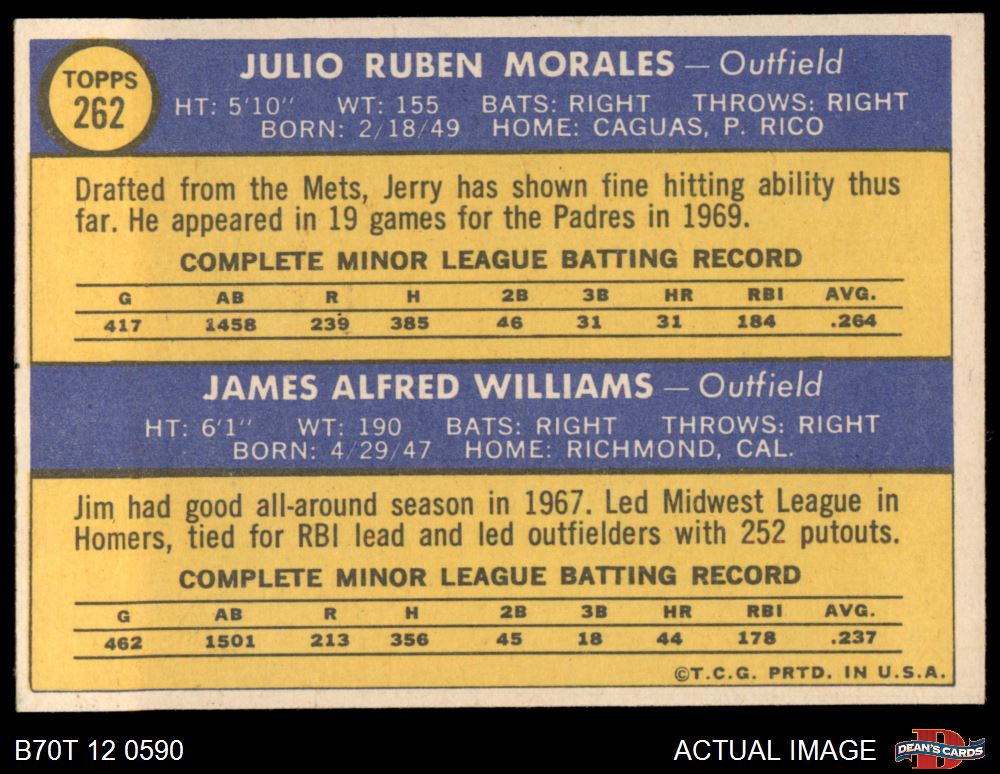 TOPPS
262
JULIO RUBEN MORALES — Outfield
HT: 5'10" WT: 155 BATS: RIGHT THROWS: RIGHT
BORN: 2/18/49 HOME: CAGUAS, P. RICO
Drafted from the Mets, Jerry has shown fine hitting ability thus
far. He appeared in 19 games for the Padres in 1969.
COMPLETE MINOR LEAGUE BATTING RECORD
G AB R H 2B 3B HR RBI AVG.
417 1458 239 385 46 31 31 184 .264
JAMES ALFRED WILLIAMS — Outfield
HT: 6'1" WT: 190 BATS: RIGHT THROWS: RIGHT
BORN: 4/29/47 HOME: RICHMOND, CAL.
Jim had good all-around season in 1967. Led Midwest League in
Homers, tied for RBI lead and led outfielders with 252 putouts.
COMPLETE MINOR LEAGUE BATTING RECORD
G AB R H 2B 3B HR RBI AVG.
462 1501 213 356 45 18 44 178 .237
©T.C.G. PRTD. IN U.S.A.
B70T 12 0590
ACTUAL IMAGE
DEAN'S CARDS